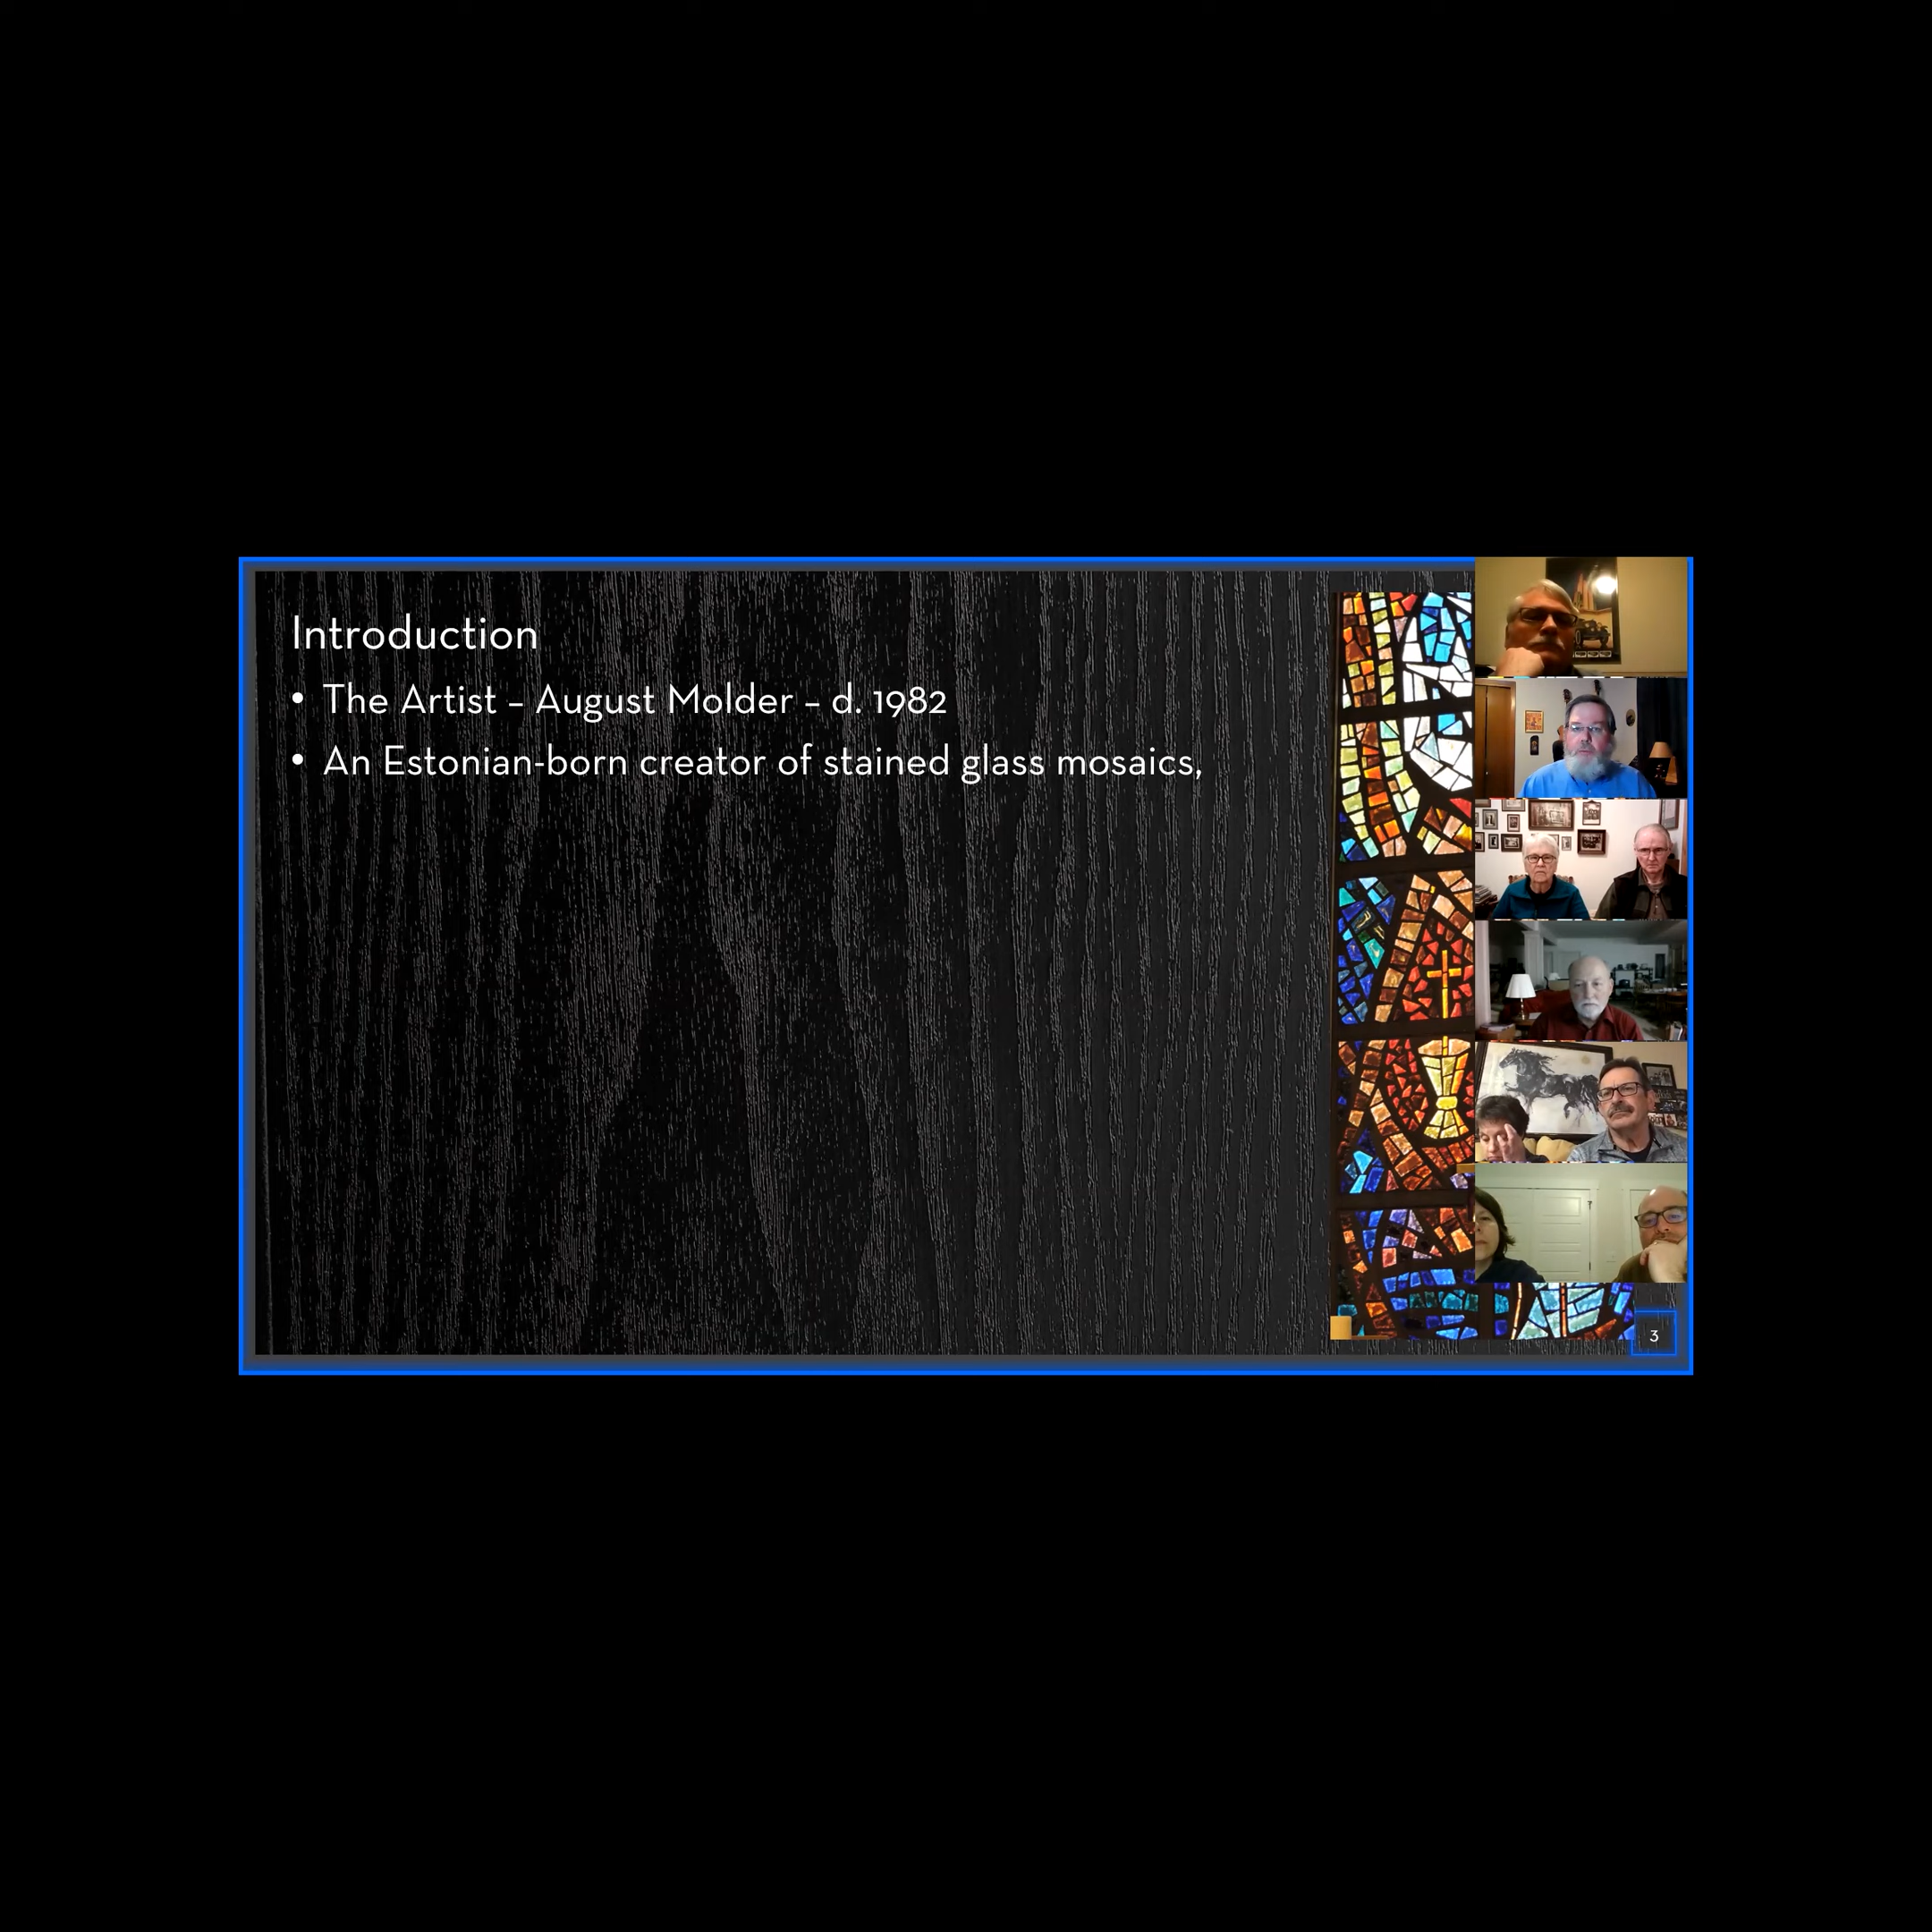 Introduction
• The Artist – August Molder – d. 1982
• An Estonian-born creator of stained glass mosaics,
3